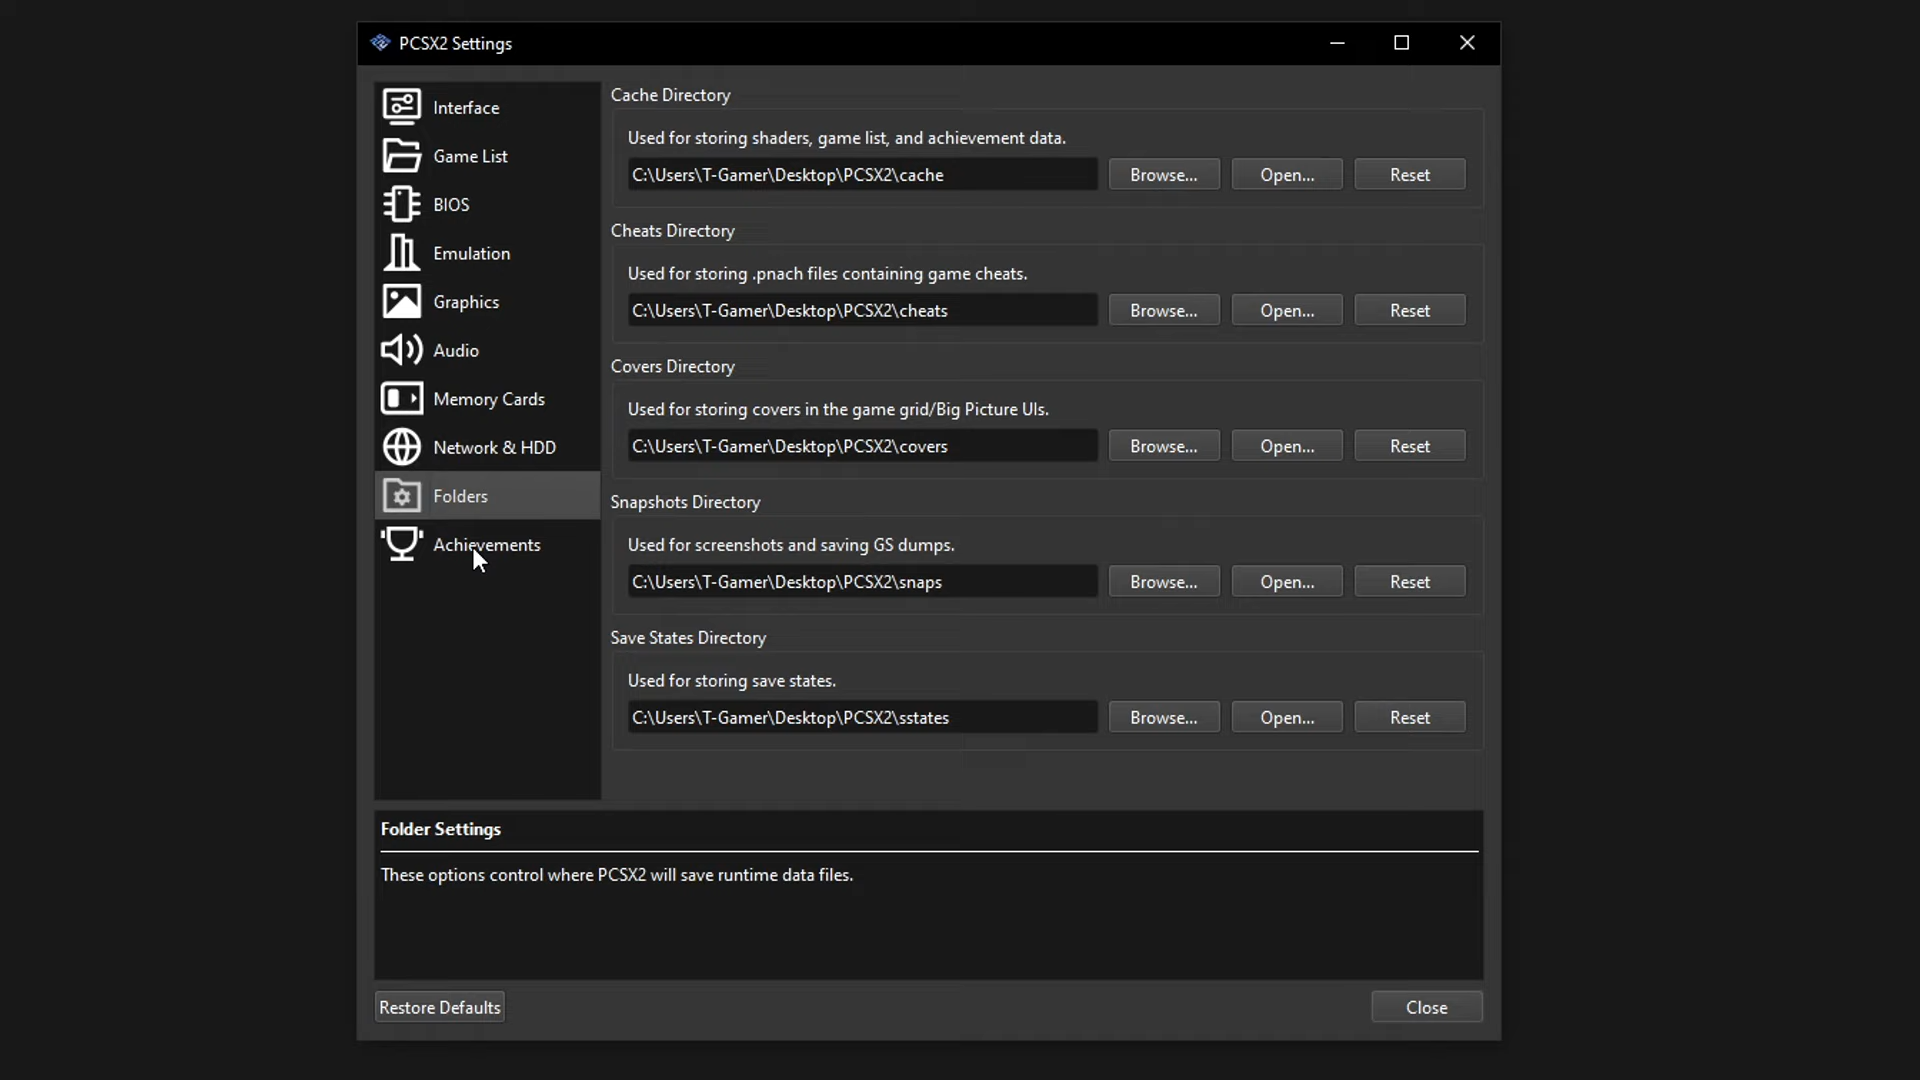 PCSX2 Settings
Interface
Game List
BIOS
Emulation
Graphics
Audio
Memory Cards
Network & HDD
Folders
Achievements
Cache Directory
Used for storing shaders, game list, and achievement data.
C:\Users\T-Gamer\Desktop\PCSX2\cache Browse... Open... Reset
Cheats Directory
Used for storing .pnach files containing game cheats.
C:\Users\T-Gamer\Desktop\PCSX2\cheats Browse... Open... Reset
Covers Directory
Used for storing covers in the game grid/Big Picture UIs.
C:\Users\T-Gamer\Desktop\PCSX2\covers Browse... Open... Reset
Snapshots Directory
Used for screenshots and saving GS dumps.
C:\Users\T-Gamer\Desktop\PCSX2\snaps Browse... Open... Reset
Save States Directory
Used for storing save states.
C:\Users\T-Gamer\Desktop\PCSX2\sstates Browse... Open... Reset
Folder Settings
These options control where PCSX2 will save runtime data files.
Restore Defaults Close